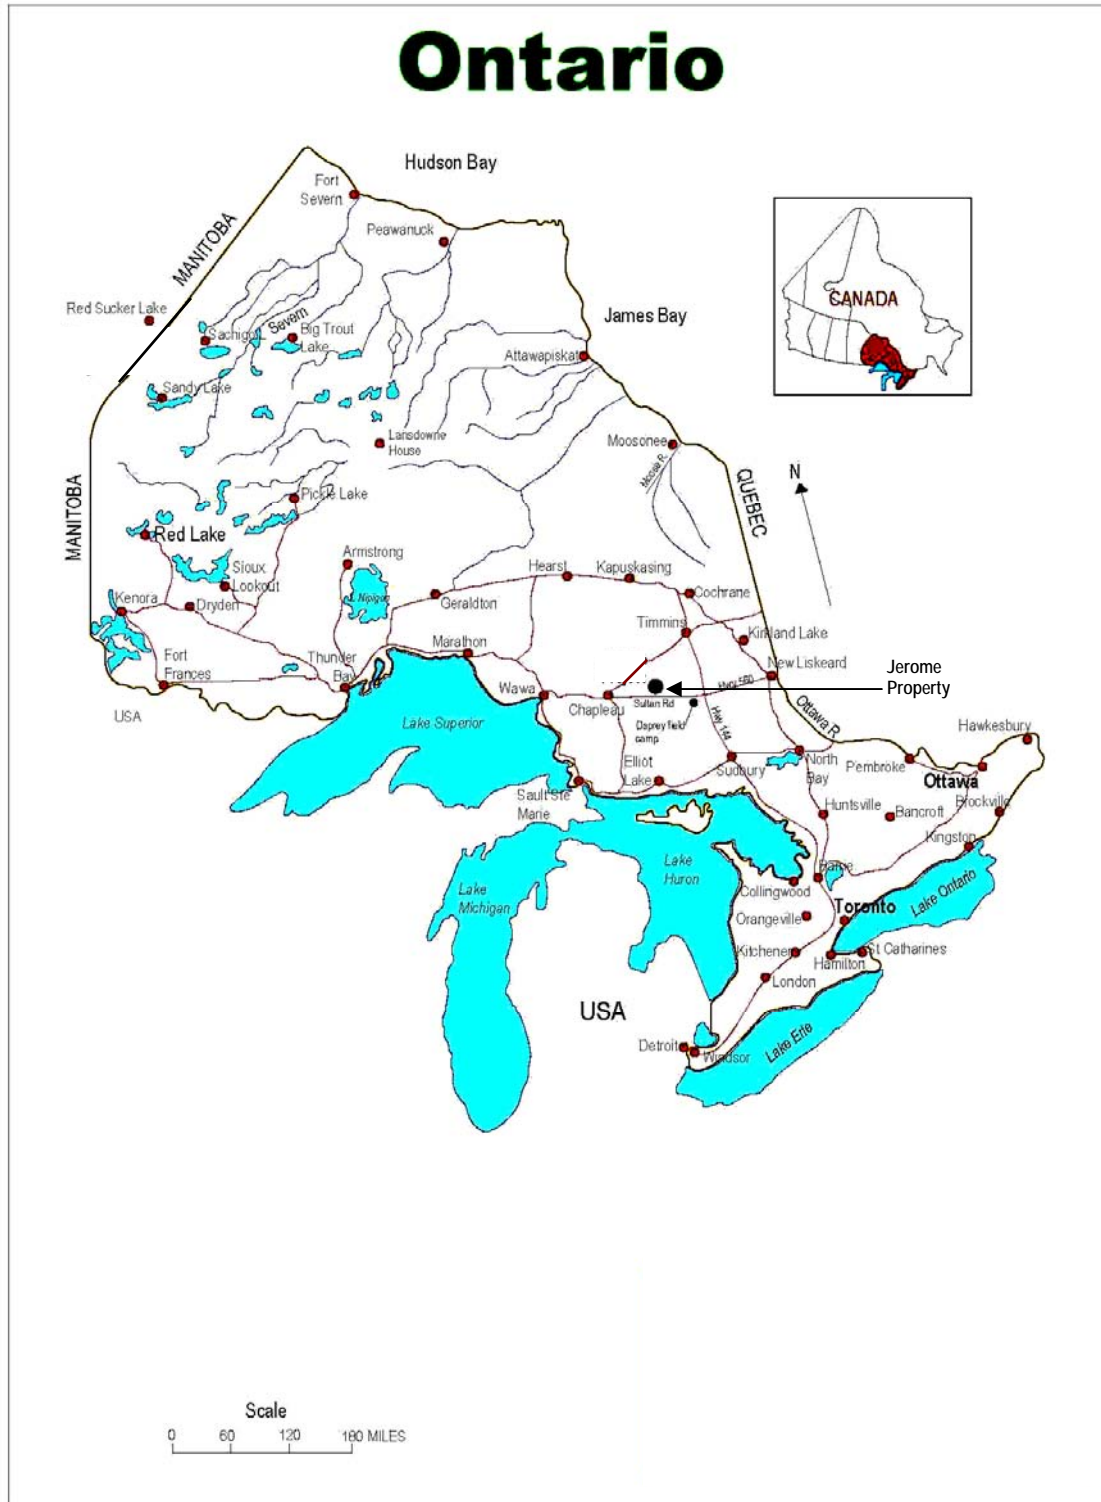 Ontario
Hudson Bay
Fort
Severn
Peawanuck
MANITOBA
CANADA
Red Sucker Lake
Severn
Sachigo L.
Big Trout
Lake
James Bay
Attawapiskat
Sandy Lake
Lansdowne
House
Moosonee
Moose R.
QUEBEC
N
MANITOBA
Pickle Lake
Red Lake
Armistrong
Sioux
Lookout
Hearst
Kapuskasing
L. Nipigon
Kenora
Dryden
Geraldton
Cochrane
Timmins
Kirkland Lake
Marathon
Fort
Frances
Thunder
Bay
New Liskeard
Jerome
Property
Wawa
Chapleau
Sultan Rd
Hwy 560
USA
Lake Superior
Osprey field
camp
Hwy 144
Ottawa R
Hawkesbury
Elliot
Lake
Sudbury
North
Bay
Pembroke
Ottawa
Sault Ste
Marie
Huntsville
Bancroft
Brockville
Kingston
Lake
Huron
Barrie
Lake
Michigan
Collingwood
Toronto
Lake Ontario
Orangeville
Kitchener
Hamilton
St Catharines
London
USA
Detroit
Windsor
Lake Erie
Scale
0 60 120 180 MILES